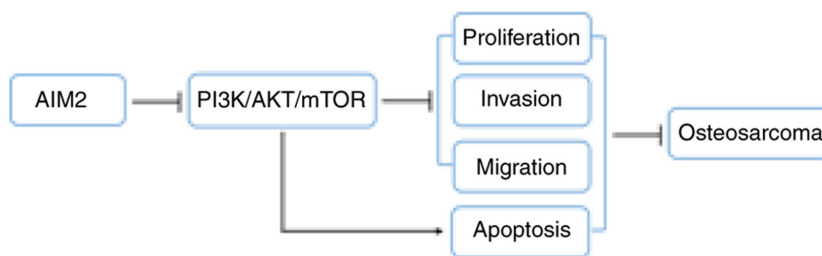 AIM2
PI3K/AKT/mTOR
Proliferation
Invasion
Migration
Apoptosis
Osteosarcoma